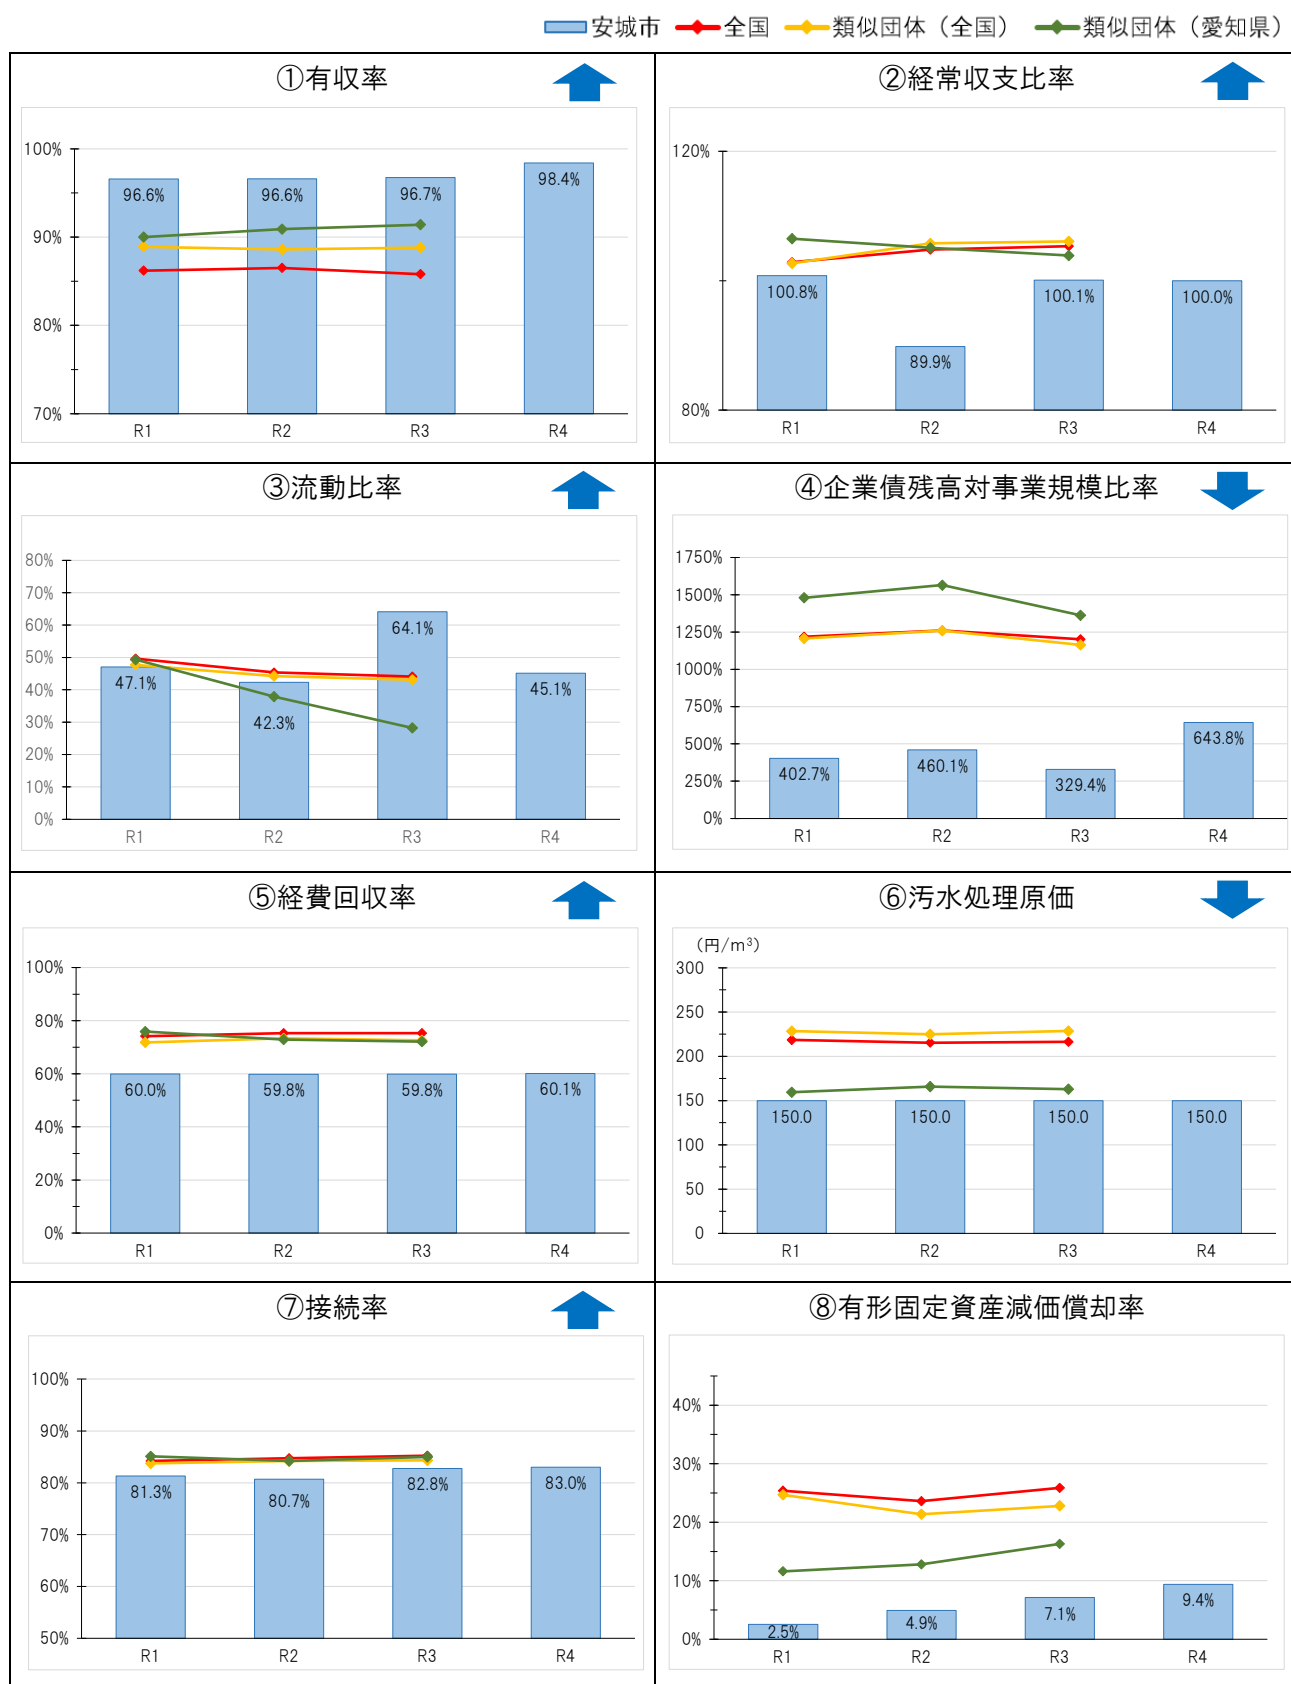 安城市 全国 類似団体（全国） 類似団体（愛知県）
①有収率
100%
90%
80%
70%
96.6% 96.6% 96.7% 98.4%
R1 R2 R3 R4
②経常収支比率
120%
80%
100.8% 89.9% 100.1% 100.0%
R1 R2 R3 R4
③流動比率
80%
70%
60%
50%
40%
30%
20%
10%
0%
47.1% 42.3% 64.1% 45.1%
R1 R2 R3 R4
④企業債残高対事業規模比率
1750%
1500%
1250%
1000%
750%
500%
250%
0%
402.7% 460.1% 329.4% 643.8%
R1 R2 R3 R4
⑤経費回収率
100%
80%
60%
40%
20%
0%
60.0% 59.8% 59.8% 60.1%
R1 R2 R3 R4
⑥汚水処理原価
（円/m³）
300
250
200
150
100
50
0
150.0 150.0 150.0 150.0
R1 R2 R3 R4
⑦接続率
100%
90%
80%
70%
60%
50%
81.3% 80.7% 82.8% 83.0%
R1 R2 R3 R4
⑧有形固定資産減価償却率
40%
30%
20%
10%
0%
2.5% 4.9% 7.1% 9.4%
R1 R2 R3 R4